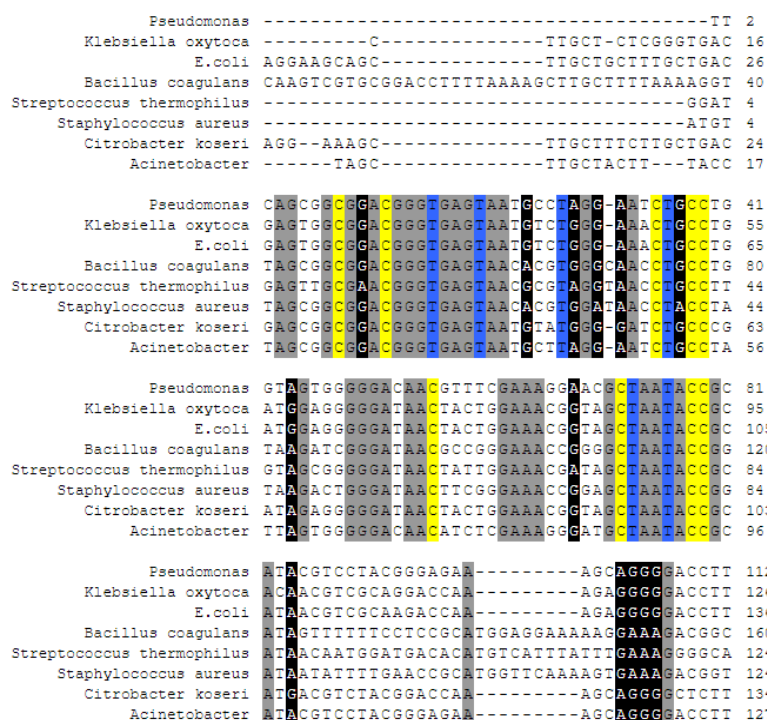 Pseudomonas --------------------------------------TT 2
Klebsiella oxytoca ---------C--------------TTGCT-CTCGGGTGAC 16
E.coli AGGAAGCAGC--------------TTGCTGCTTTGCTGAC 26
Bacillus coagulans CAAGTCGTGCGGACCTTTTAAAAGCTTGCTTTTAAAAGGT 40
Streptococcus thermophilus ------------------------------------GGAT 4
Staphylococcus aureus ------------------------------------ATGT 4
Citrobacter koseri AGG--AAAGC--------------TTGCTTTCTTGCTGAC 24
Acinetobacter ------TAGC--------------TTGCTACTT---TACC 17
Pseudomonas CAGCGGCGGACGGGTGAGTAATGCCTAGG-AATCTGCCTG 41
Klebsiella oxytoca GAGTGGCGGACGGGTGAGTAATGTCTGGG-AAACTGCCTG 55
E.coli GAGTGGCGGACGGGTGAGTAATGTCTGGG-AAACTGCCTG 65
Bacillus coagulans TAGCGGCGGACGGGTGAGTAACACGTGGGCAACCTGCCTG 80
Streptococcus thermophilus GAGTTGCGAACGGGTGAGTAACGCGTAGGTAACCTGCCTT 44
Staphylococcus aureus TAGCGGCGGACGGGTGAGTAACACGTGGATAACCTACCTA 44
Citrobacter koseri GAGCGGCGGACGGGTGAGTAATGTATGGG-GATCTGCCCG 63
Acinetobacter TAGCGGCGGACGGGTGAGTAATGCTTAGG-AATCTGCCTA 56
Pseudomonas GTAGTGGGGGACAACGTTTCGAAAGGAACGCTAATACCGC 81
Klebsiella oxytoca ATGGAGGGGGATAACTACTGGAAACGGTAGCTAATACCGC 95
E.coli ATGGAGGGGGATAACTACTGGAAACGGTAGCTAATACCGC 105
Bacillus coagulans TAAGATCGGGATAACGCCGGGAAACCGGGGCTAATACCGG 120
Streptococcus thermophilus GTAGCGGGGGATAACTATTGGAAACGATAGCTAATACCGC 84
Staphylococcus aureus TAAGACTGGGATAACTTCGGGAAACCGGAGCTAATACCGG 84
Citrobacter koseri ATAGAGGGGGATAACTACTGGAAACGGTAGCTAATACCGC 103
Acinetobacter TTAGTGGGGGACAACATCTCGAAAGGGATGCTAATACCGC 96
Pseudomonas ATACGTCCTACGGGAGAA---------AGCAGGGGACCTT 112
Klebsiella oxytoca ACAACGTCGCAGGACCAA---------AGAGGGGGACCTT 126
E.coli ATAACGTCGCAAGACCAA---------AGAGGGGGACCTT 136
Bacillus coagulans ATAGTTTTTTCCTCCGCATGGAGGAAAAAGGAAAGACGGC 160
Streptococcus thermophilus ATAACAATGGATGACACATGTCATTTATTTGAAAGGGGCA 124
Staphylococcus aureus ATAATATTTTGAACCGCATGGTTCAAAAGTGAAAGACGGT 124
Citrobacter koseri ATGACGTCTACGGACCAA---------AGCAGGGGCTCTT 134
Acinetobacter ATACGTCCTACGGGAGAA---------AGCAGGGGACCTT 127